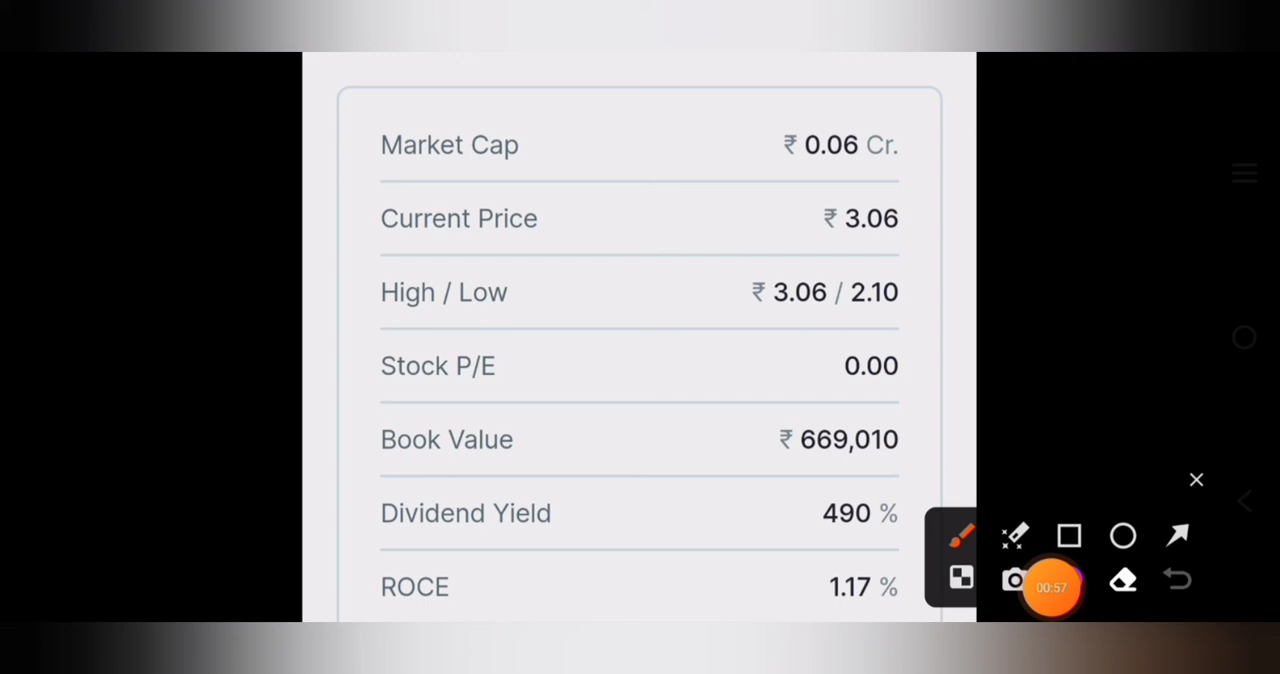 Market Cap ₹ 0.06 Cr.
Current Price ₹ 3.06
High / Low ₹ 3.06 / 2.10
Stock P/E 0.00
Book Value ₹ 669,010
Dividend Yield 490 %
ROCE 1.17 %
00:57